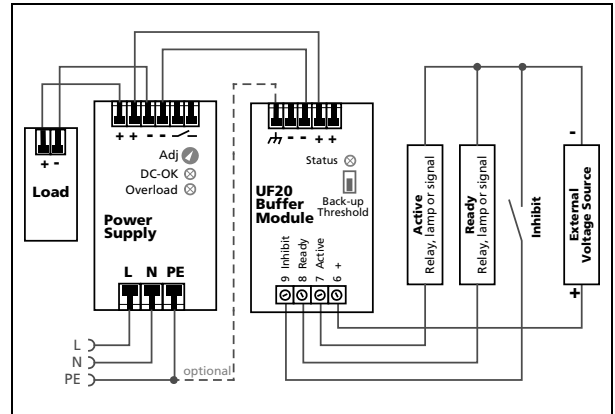 + -
Load
+ + - -
Adj
DC-OK
Overload
Power
Supply
L N PE
L
N
PE
optional
- - + +
Status
UF20
Buffer
Module
Back-up
Threshold
9 Inhibit
8 Ready
7 Active
6 +
Active
Relay, lamp or signal
Ready
Relay, lamp or signal
Inhibit
-
External
Voltage Source
+